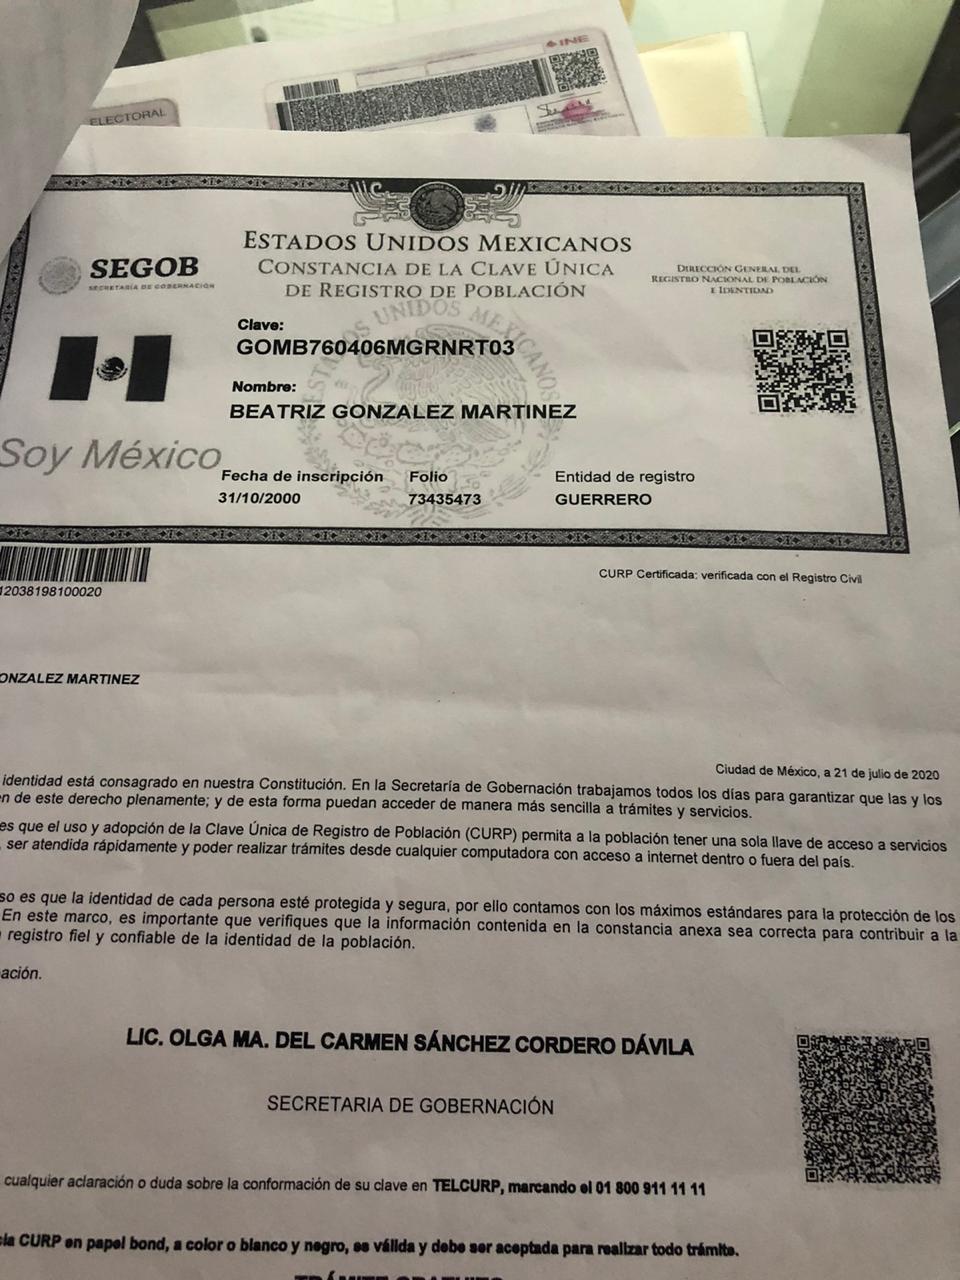 INE
ELECTORAL
ESTADOS UNIDOS MEXICANOS
CONSTANCIA DE LA CLAVE ÚNICA
DE REGISTRO DE POBLACIÓN
SEGOB
SECRETARÍA DE GOBERNACIÓN
DIRECCIÓN GENERAL DEL
REGISTRO NACIONAL DE POBLACIÓN
E IDENTIDAD
ESTADOS UNIDOS MEXICANOS
Clave:
GOMB760406MGRNRT03
Nombre:
BEATRIZ GONZALEZ MARTINEZ
Soy México
Fecha de inscripción Folio Entidad de registro
31/10/2000 73435473 GUERRERO
12038198100020
CURP Certificada: verificada con el Registro Civil
ONZALEZ MARTINEZ
Ciudad de México, a 21 de julio de 2020
identidad está consagrado en nuestra Constitución. En la Secretaría de Gobernación trabajamos todos los días para garantizar que las y los
en de este derecho plenamente; y de esta forma puedan acceder de manera más sencilla a trámites y servicios.
es que el uso y adopción de la Clave Única de Registro de Población (CURP) permita a la población tener una sola llave de acceso a servicios
, ser atendida rápidamente y poder realizar trámites desde cualquier computadora con acceso a internet dentro o fuera del país.
so es que la identidad de cada persona esté protegida y segura, por ello contamos con los máximos estándares para la protección de los
En este marco, es importante que verifiques que la información contenida en la constancia anexa sea correcta para contribuir a la
registro fiel y confiable de la identidad de la población.
ación.
LIC. OLGA MA. DEL CARMEN SÁNCHEZ CORDERO DÁVILA
SECRETARIA DE GOBERNACIÓN
cualquier aclaración o duda sobre la conformación de su clave en TELCURP, marcando el 01 800 911 11 11
cia CURP en papel bond, a color o blanco y negro, es válida y debe ser aceptada para realizar todo trámite.
TRÁMITE GRATUITO